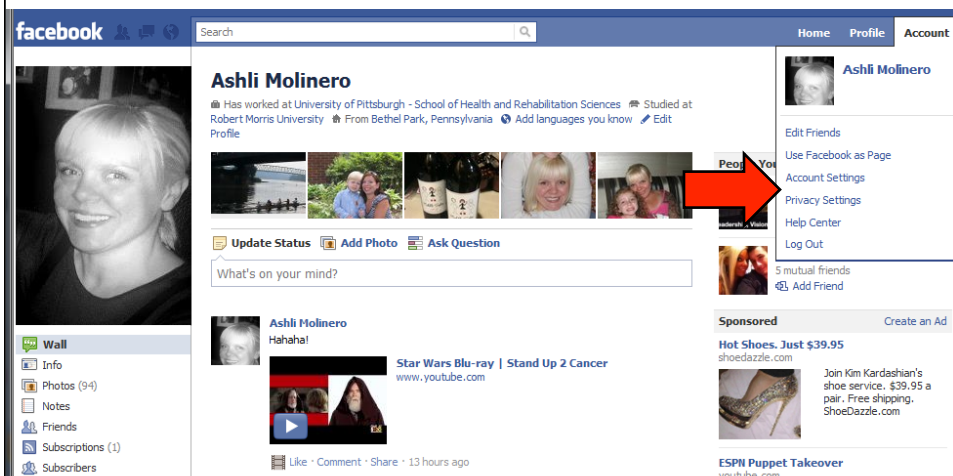 facebook
Search
Home Profile Account
Ashli Molinero
Edit Friends
Use Facebook as Page
Account Settings
Privacy Settings
Help Center
Log Out
Ashli Molinero
Has worked at University of Pittsburgh - School of Health and Rehabilitation Sciences Studied at
Robert Morris University From Bethel Park, Pennsylvania Add languages you know Edit
Profile
Update Status Add Photo Ask Question
What's on your mind?
Ashli Molinero
Hahaha!
Star Wars Blu-ray | Stand Up 2 Cancer
www.youtube.com
Like · Comment · Share · 13 hours ago
Wall
Info
Photos (94)
Notes
Friends
Subscriptions (1)
Subscribers
5 mutual friends
Add Friend
Sponsored Create an Ad
Hot Shoes. Just $39.95
shoedazzle.com
Join Kim Kardashian's
shoe service. $39.95 a
pair. Free shipping.
ShoeDazzle.com
ESPN Puppet Takeover
youtube.com